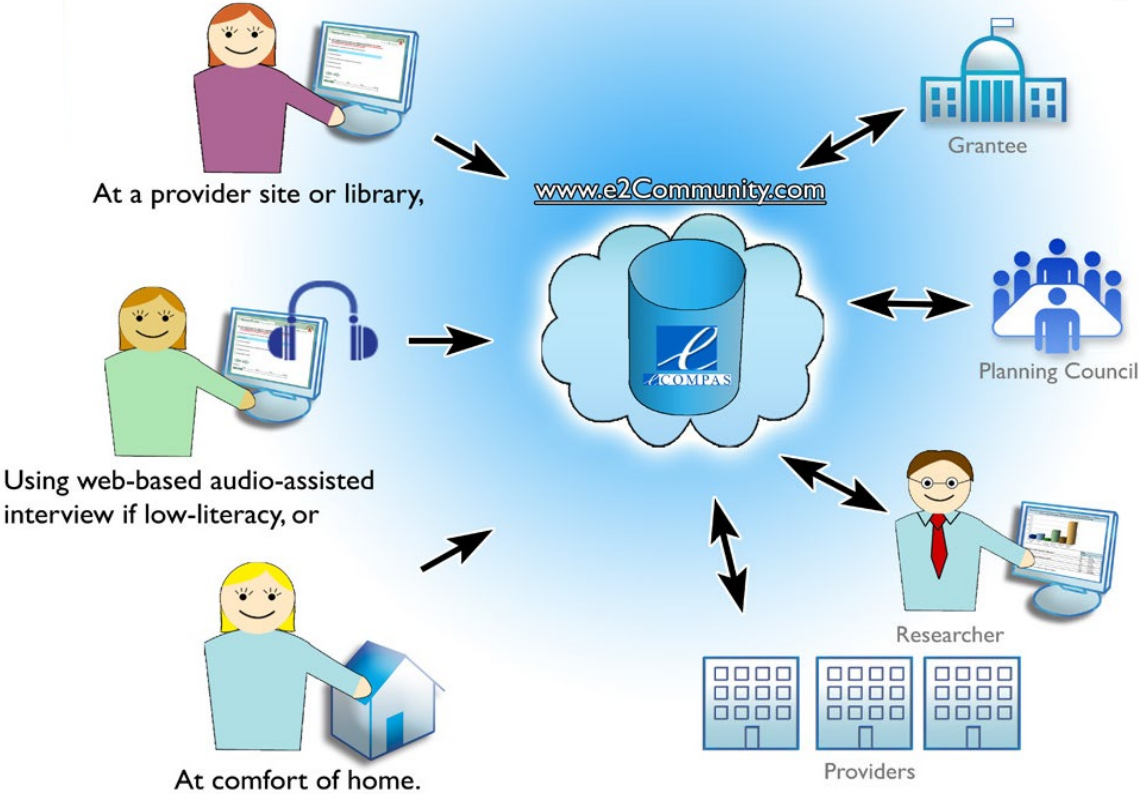 At a provider site or library,
Using web-based audio-assisted
interview if low-literacy, or
At comfort of home.
www.e2Community.com
e
eCOMPAS
Grantee
Planning Council
Researcher
Providers